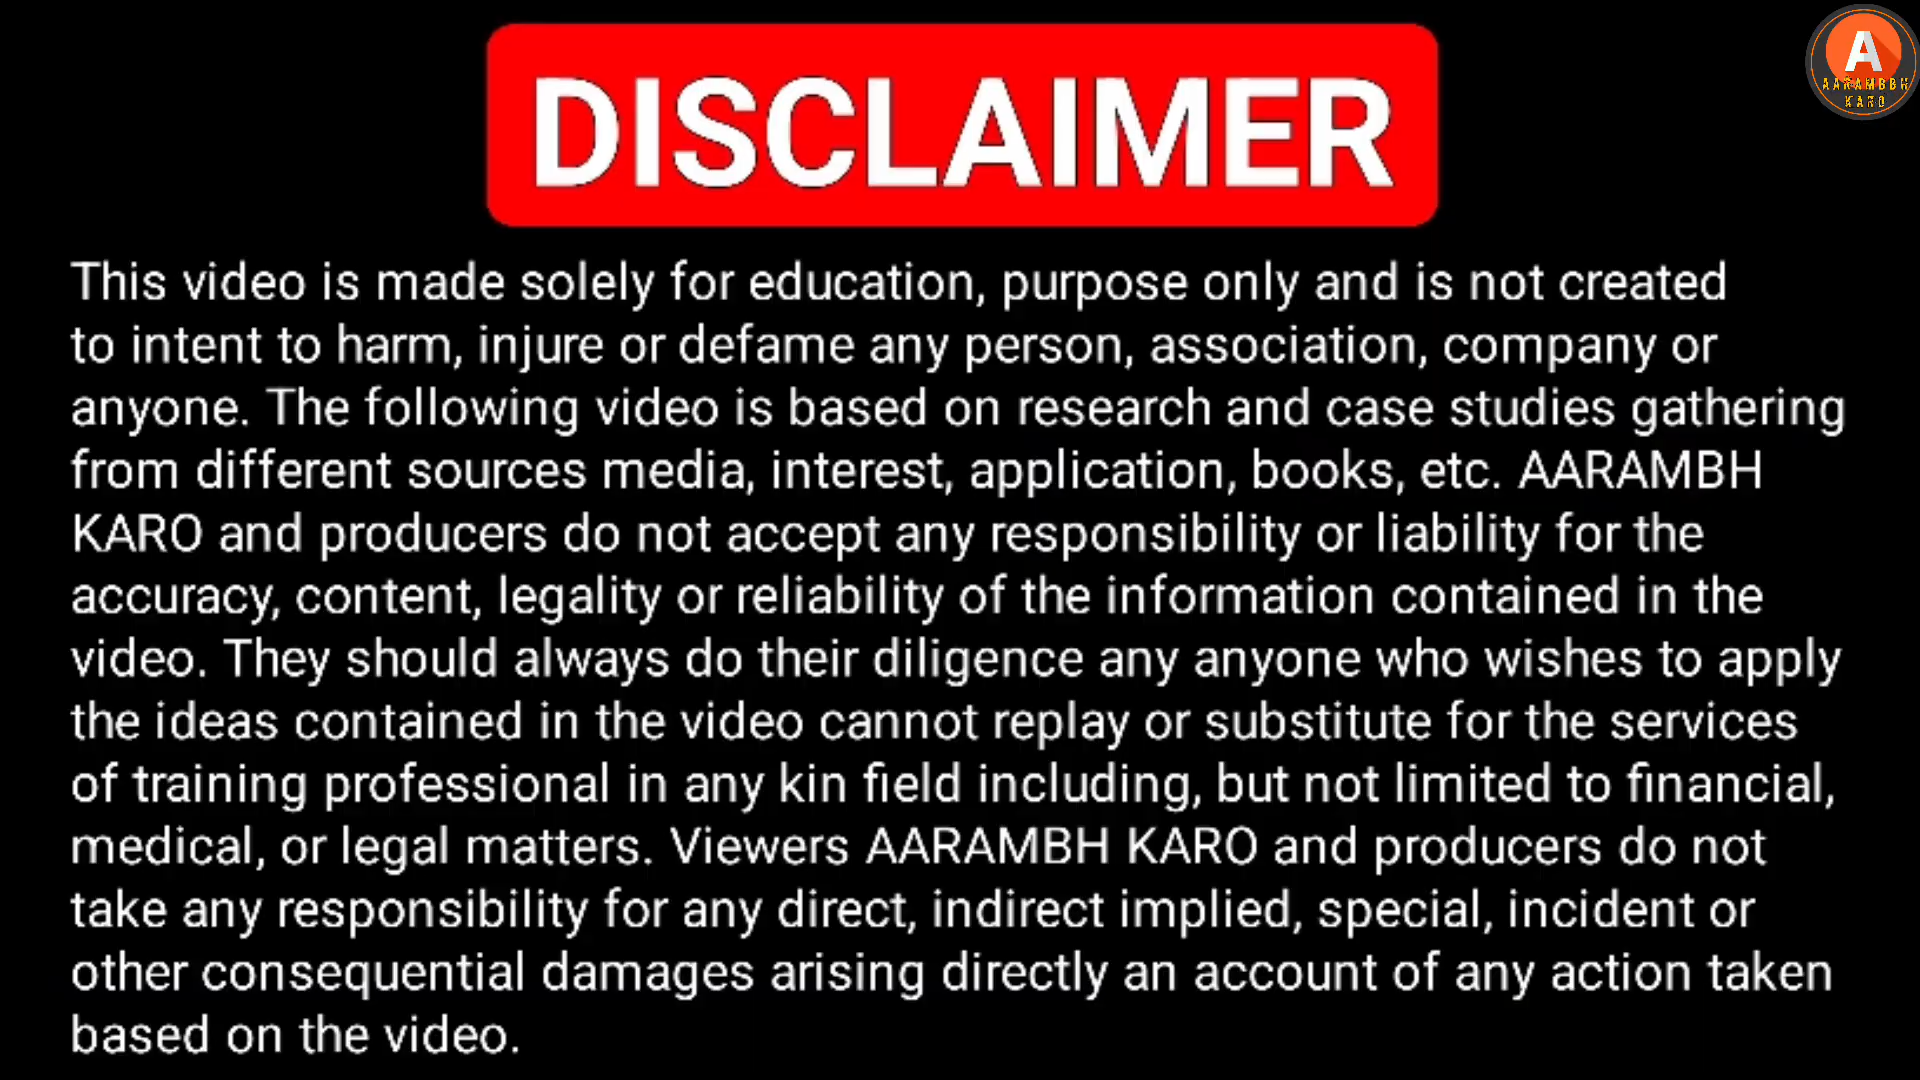 DISCLAIMER
A
AARAMBBH
KARO
This video is made solely for education, purpose only and is not created
to intent to harm, injure or defame any person, association, company or
anyone. The following video is based on research and case studies gathering
from different sources media, interest, application, books, etc. AARAMBH
KARO and producers do not accept any responsibility or liability for the
accuracy, content, legality or reliability of the information contained in the
video. They should always do their diligence any anyone who wishes to apply
the ideas contained in the video cannot replay or substitute for the services
of training professional in any kin field including, but not limited to financial,
medical, or legal matters. Viewers AARAMBH KARO and producers do not
take any responsibility for any direct, indirect implied, special, incident or
other consequential damages arising directly an account of any action taken
based on the video.